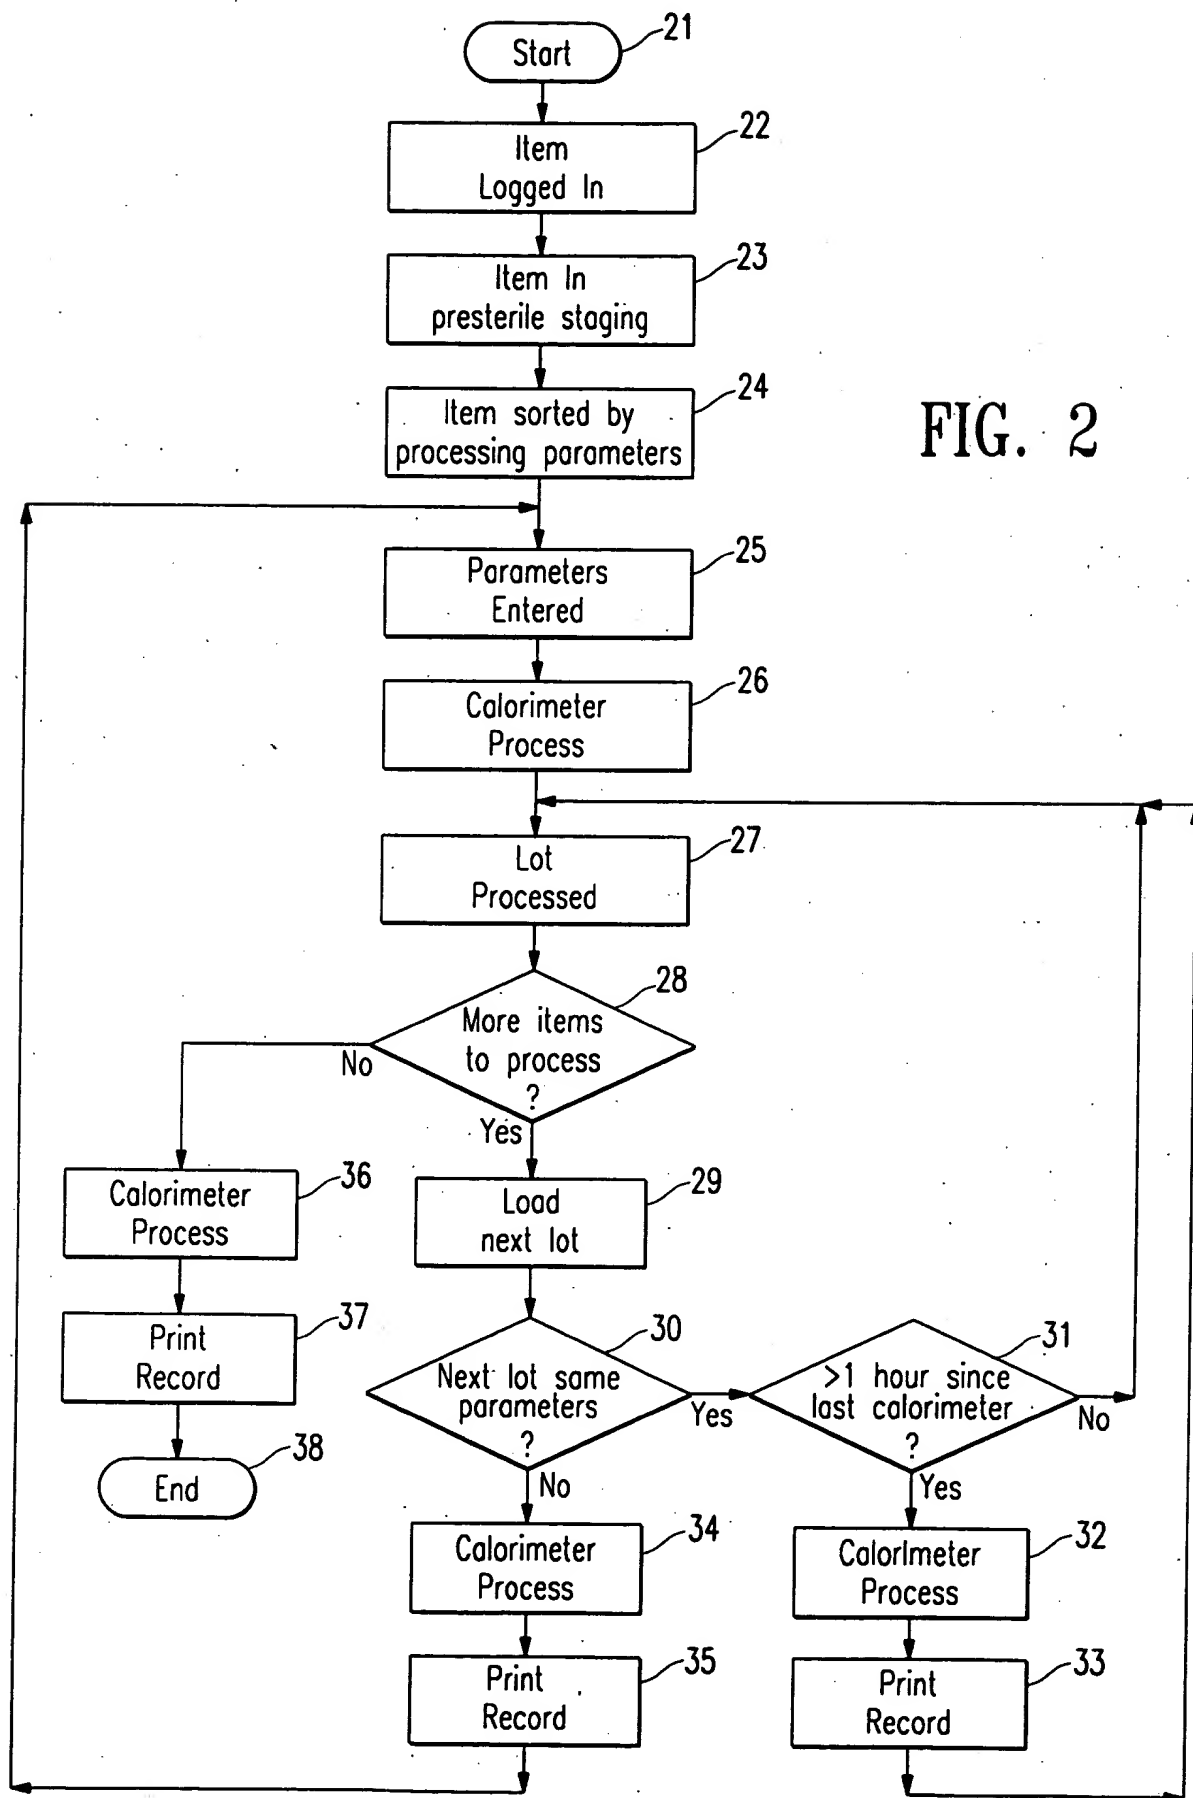 21
Start
22
Item
Logged In
23
Item In
presterile staging
24
Item sorted by
processing parameters
FIG. 2
25
Parameters
Entered
26
Calorimeter
Process
27
Lot
Processed
28
More items
to process
?
No
Yes
36
Calorimeter
Process
29
Load
next lot
37
Print
Record
30
Next lot same
parameters
?
Yes
No
31
>1 hour since
last calorimeter
?
No
Yes
38
End
34
Calorimeter
Process
32
CalorImeter
Process
35
Print
Record
33
Print
Record